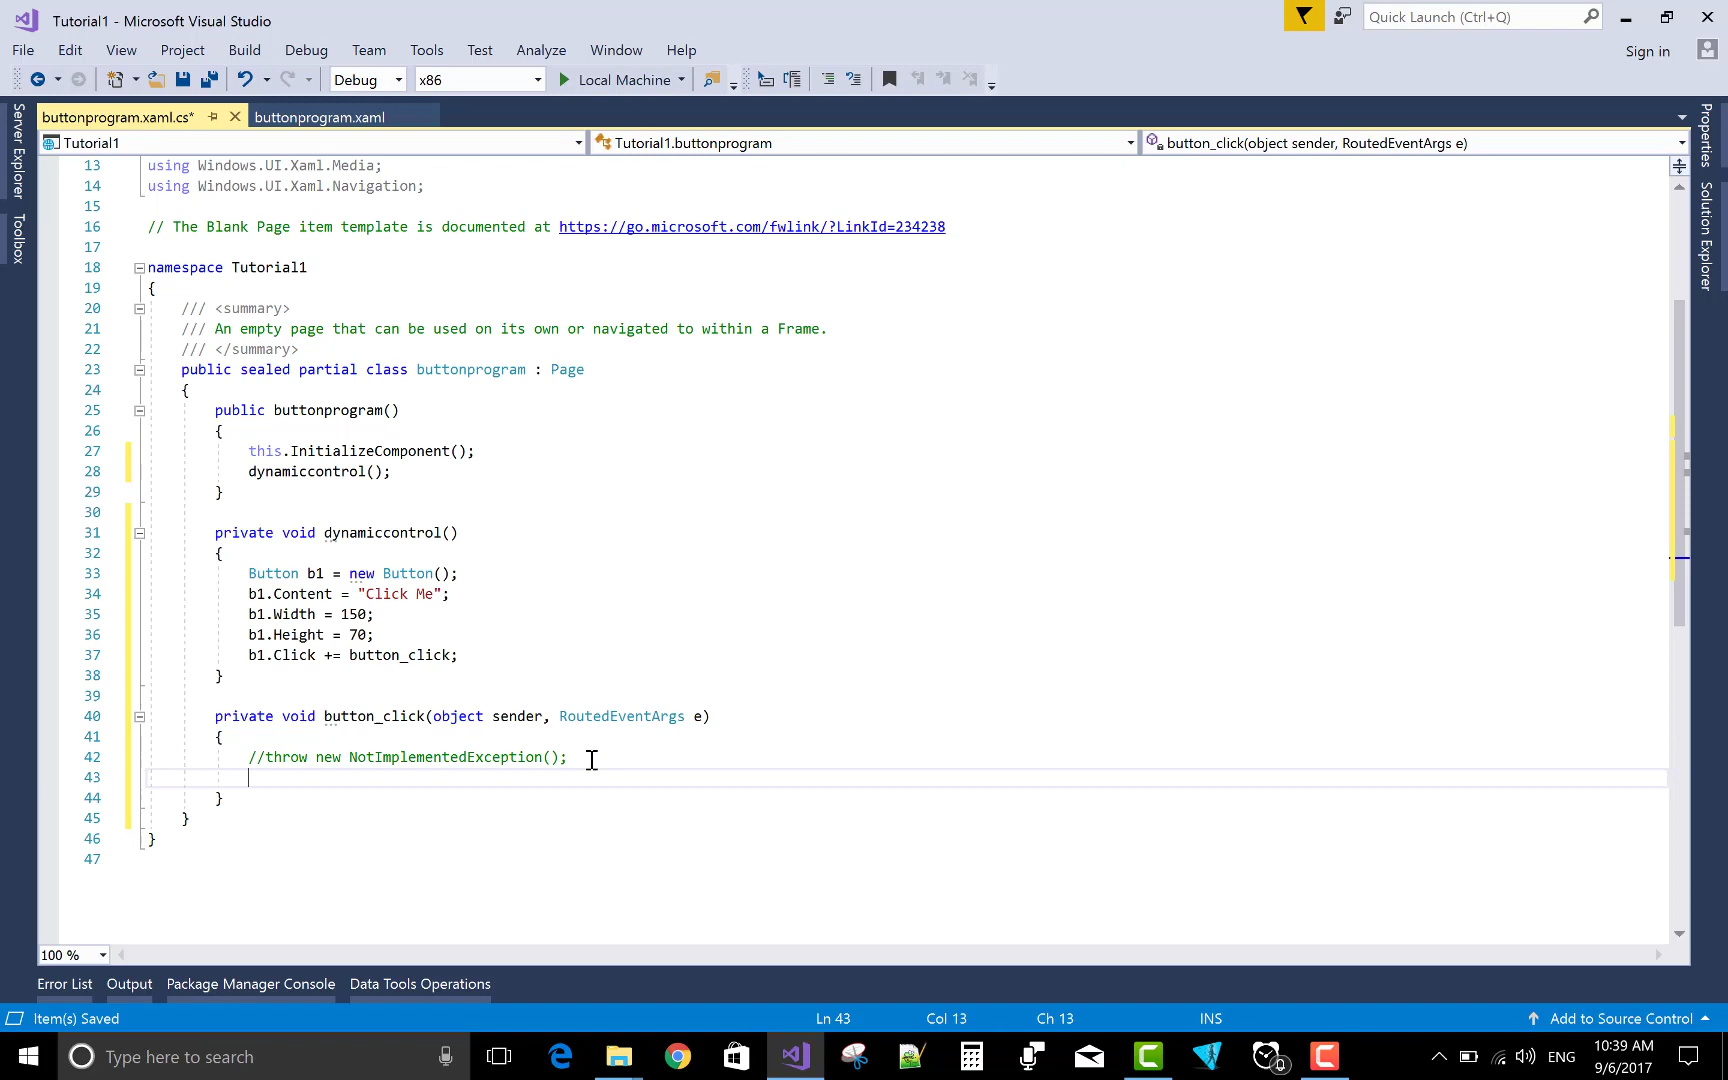 Tutorial1 - Microsoft Visual Studio
Quick Launch (Ctrl+Q)
File Edit View Project Build Debug Team Tools Test Analyze Window Help
Sign in
Debug x86 Local Machine
buttonprogram.xaml.cs* buttonprogram.xaml
Tutorial1 Tutorial1.buttonprogram button_click(object sender, RoutedEventArgs e)
Server Explorer
Toolbox
Properties
Solution Explorer
13 using Windows.UI.Xaml.Media;
14 using Windows.UI.Xaml.Navigation;
15
16 // The Blank Page item template is documented at https://go.microsoft.com/fwlink/?LinkId=234238
17
18 namespace Tutorial1
19 {
20 /// <summary>
21 /// An empty page that can be used on its own or navigated to within a Frame.
22 /// </summary>
23 public sealed partial class buttonprogram : Page
24 {
25 public buttonprogram()
26 {
27 this.InitializeComponent();
28 dynamiccontrol();
29 }
30
31 private void dynamiccontrol()
32 {
33 Button b1 = new Button();
34 b1.Content = "Click Me";
35 b1.Width = 150;
36 b1.Height = 70;
37 b1.Click += button_click;
38 }
39
40 private void button_click(object sender, RoutedEventArgs e)
41 {
42 //throw new NotImplementedException();
43
44 }
45 }
46 }
47
100 %
Error List Output Package Manager Console Data Tools Operations
Item(s) Saved Ln 43 Col 13 Ch 13 INS Add to Source Control
Type here to search
ENG
10:39 AM
9/6/2017